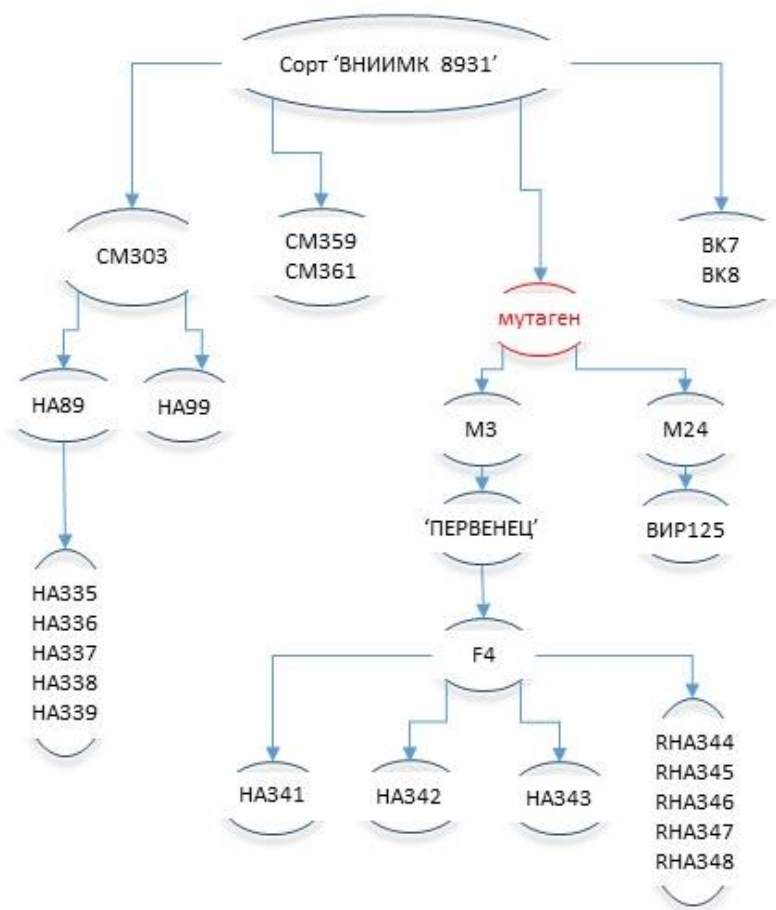 Сорт ‘ВНИИМК 8931’
СМ303
СМ359
СМ361
ВК7
ВК8
мутаген
НА89
НА99
М3
М24
‘ПЕРВЕНЕЦ’
ВИР125
НА335
НА336
НА337
НА338
НА339
F4
НА341
НА342
НА343
RHA344
RHA345
RHA346
RHA347
RHA348